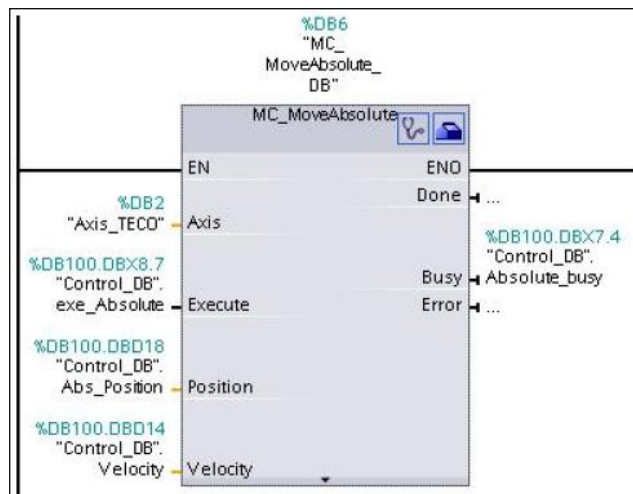 %DB6
"MC_
MoveAbsolute_
DB"
MC_MoveAbsolute
EN
ENO
Done
...
%DB2
"Axis_TECO"
Axis
%DB100.DBX7.4
"Control_DB".
Absolute_busy
Busy
%DB100.DBX8.7
"Control_DB".
exe_Absolute
Execute
Error
...
%DB100.DBD18
"Control_DB".
Abs_Position
Position
%DB100.DBD14
"Control_DB".
Velocity
Velocity